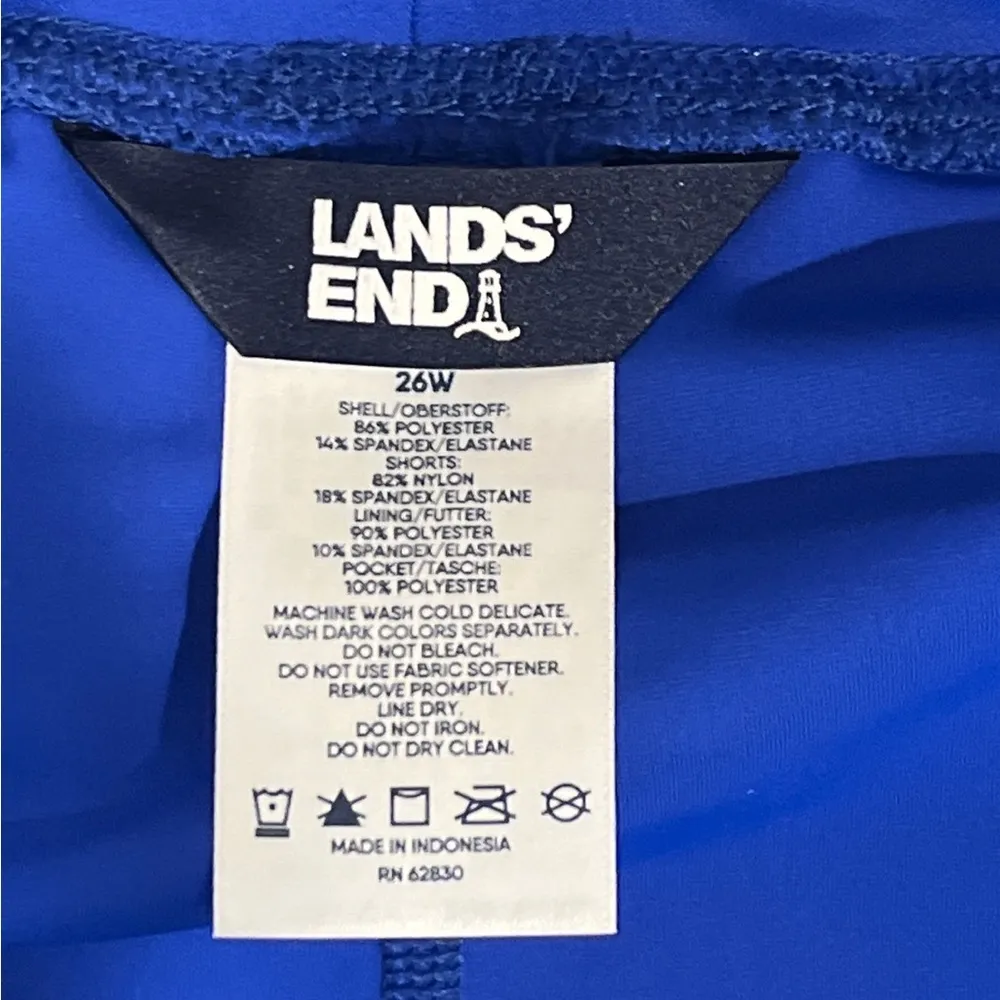 LANDS'
END
26W
SHELL/OBERSTOFF:
86% POLYESTER
14% SPANDEX/ELASTANE
SHORTS:
82% NYLON
18% SPANDEX/ELASTANE
LINING/FUTTER:
90% POLYESTER
10% SPANDEX/ELASTANE
POCKET/TASCHE:
100% POLYESTER
MACHINE WASH COLD DELICATE.
WASH DARK COLORS SEPARATELY.
DO NOT BLEACH.
DO NOT USE FABRIC SOFTENER.
REMOVE PROMPTLY.
LINE DRY.
DO NOT IRON.
DO NOT DRY CLEAN.
MADE IN INDONESIA
RN 62830